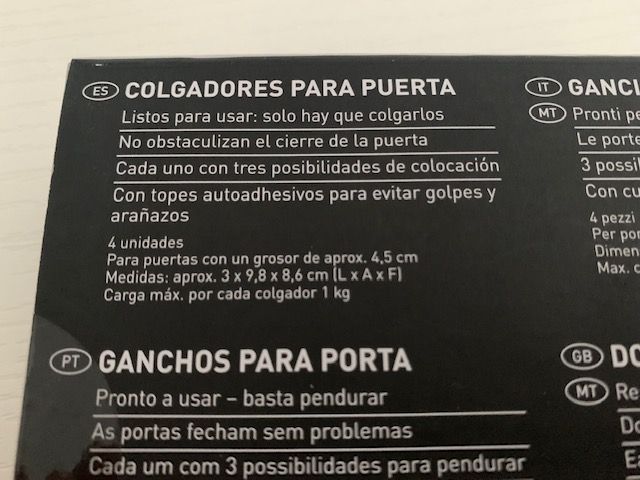 ES COLGADORES PARA PUERTA
Listos para usar: solo hay que colgarlos
No obstaculizan el cierre de la puerta
Cada uno con tres posibilidades de colocación
Con topes autoadhesivos para evitar golpes y
arañazos
4 unidades
Para puertas con un grosor de aprox. 4,5 cm
Medidas: aprox. 3 x 9,8 x 8,6 cm (L x A x F)
Carga máx. por cada colgador 1 kg
PT GANCHOS PARA PORTA
Pronto a usar – basta pendurar
As portas fecham sem problemas
Cada um com 3 possibilidades para pendurar
IT GANCI
MT Pronti
Le porte
3
Con
4 pezzi
Per
Max.
GB
MT